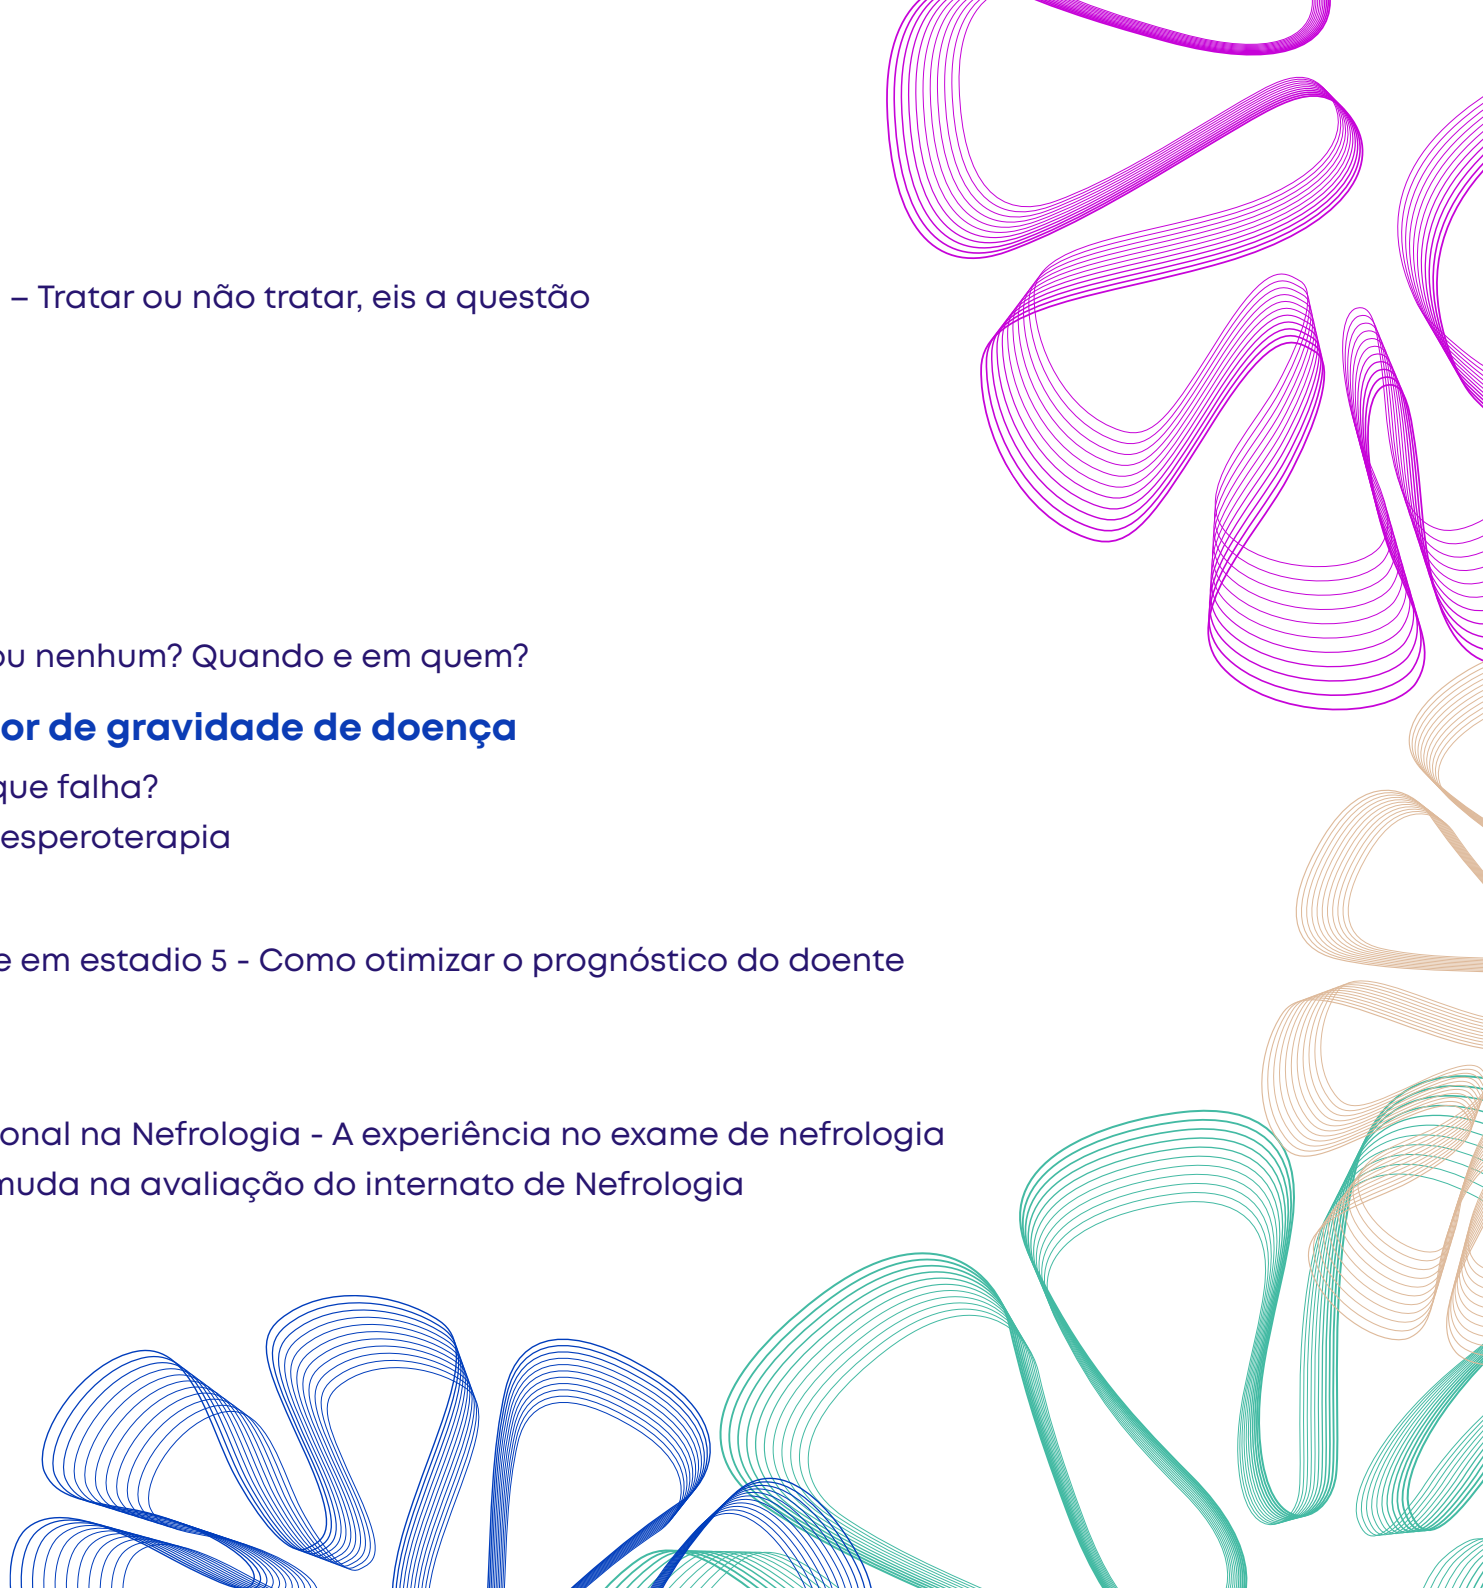 – Tratar ou não tratar, eis a questão
ou nenhum? Quando e em quem?
or de gravidade de doença
que falha?
esperoterapia
e em estadio 5 - Como otimizar o prognóstico do doente
onal na Nefrologia - A experiência no exame de nefrologia
muda na avaliação do internato de Nefrologia